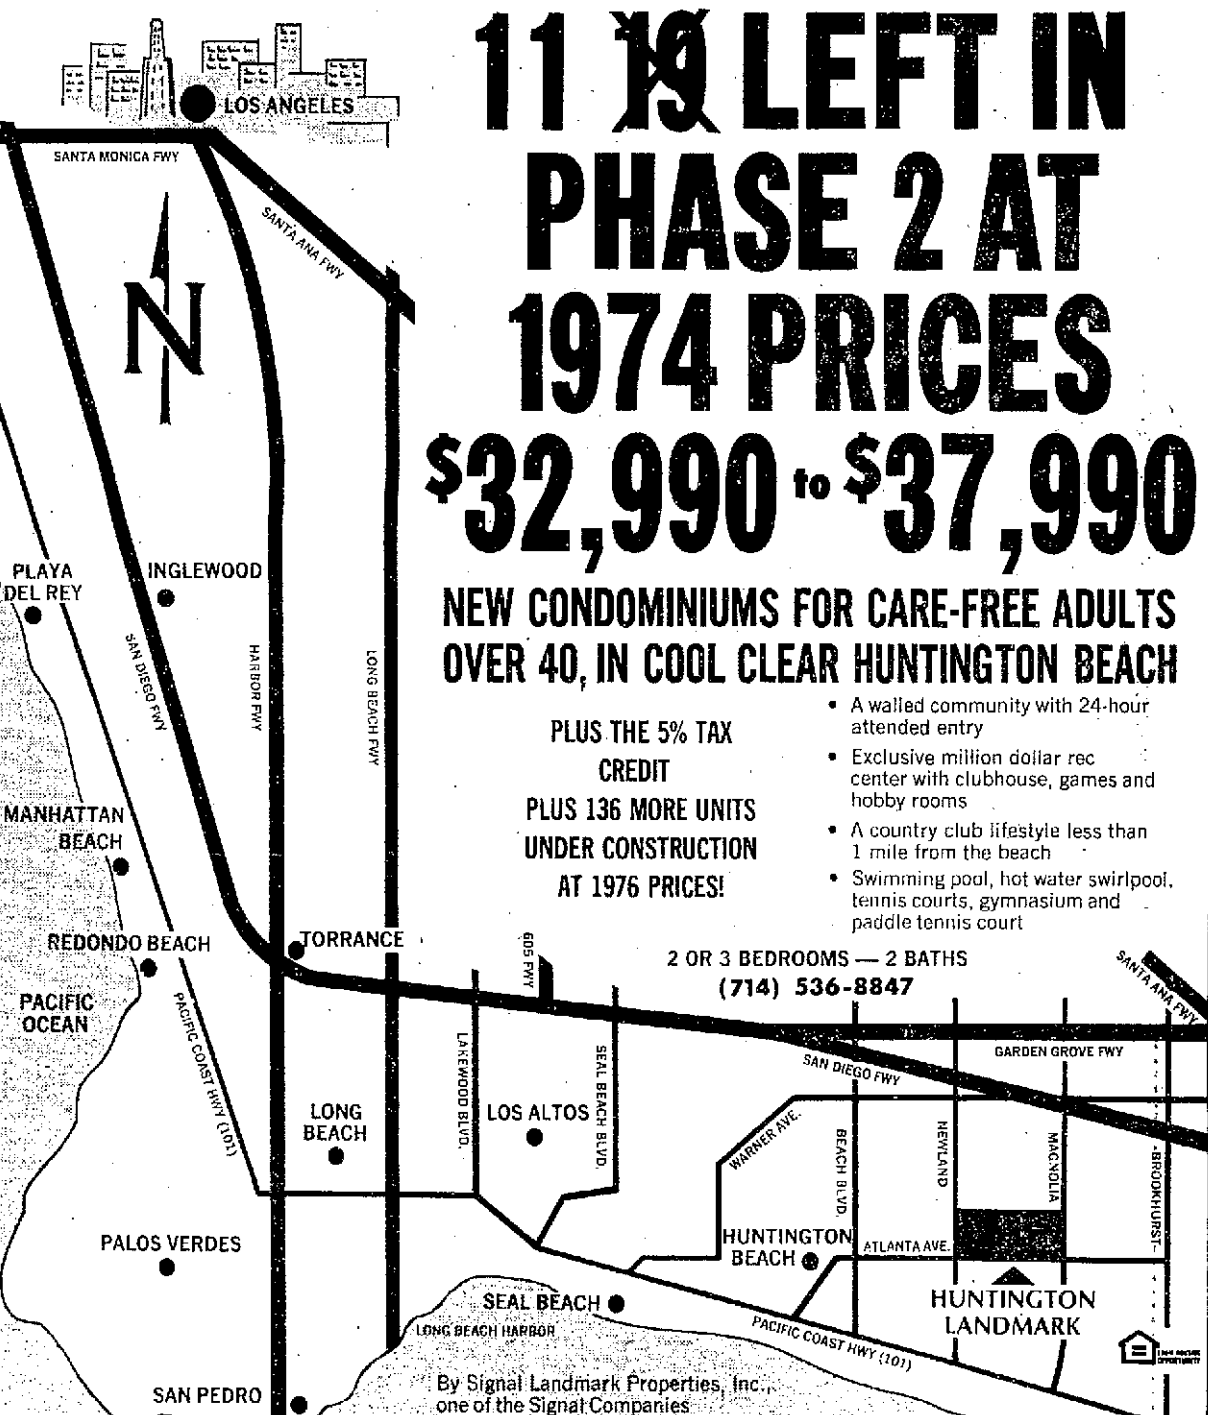 11 19 LEFT IN
PHASE 2 AT
1974 PRICES
$32,990 to $37,990
NEW CONDOMINIUMS FOR CARE-FREE ADULTS
OVER 40, IN COOL CLEAR HUNTINGTON BEACH
PLUS THE 5% TAX
CREDIT
PLUS 136 MORE UNITS
UNDER CONSTRUCTION
AT 1976 PRICES!
• A walled community with 24-hour
attended entry
• Exclusive million dollar rec
center with clubhouse, games and
hobby rooms
• A country club lifestyle less than
1 mile from the beach
• Swimming pool, hot water swirlpool,
tennis courts, gymnasium and
paddle tennis court
2 OR 3 BEDROOMS — 2 BATHS
(714) 536-8847
LOS ANGELES
SANTA MONICA FWY
SANTA ANA FWY
N
PLAYA
DEL REY
INGLEWOOD
SAN DIEGO FWY
HARBOR FWY
LONG BEACH FWY
MANHATTAN
BEACH
REDONDO BEACH
TORRANCE
605 FWY
SANTA ANA FWY
PACIFIC
OCEAN
PACIFIC COAST HWY (101)
LAKEWOOD BLVD.
SEAL BEACH BLVD.
GARDEN GROVE FWY
SAN DIEGO FWY
LONG
BEACH
LOS ALTOS
WARNER AVE.
BEACH BLVD.
NEWLAND
MAGNOLIA
BROOKHURST
PALOS VERDES
HUNTINGTON
BEACH
ATLANTA AVE.
SEAL BEACH
HUNTINGTON
LANDMARK
LONG BEACH HARBOR
PACIFIC COAST HWY (101)
SAN PEDRO
By Signal Landmark Properties, Inc.,
one of the Signal Companies
EQUAL HOUSING
OPPORTUNITY